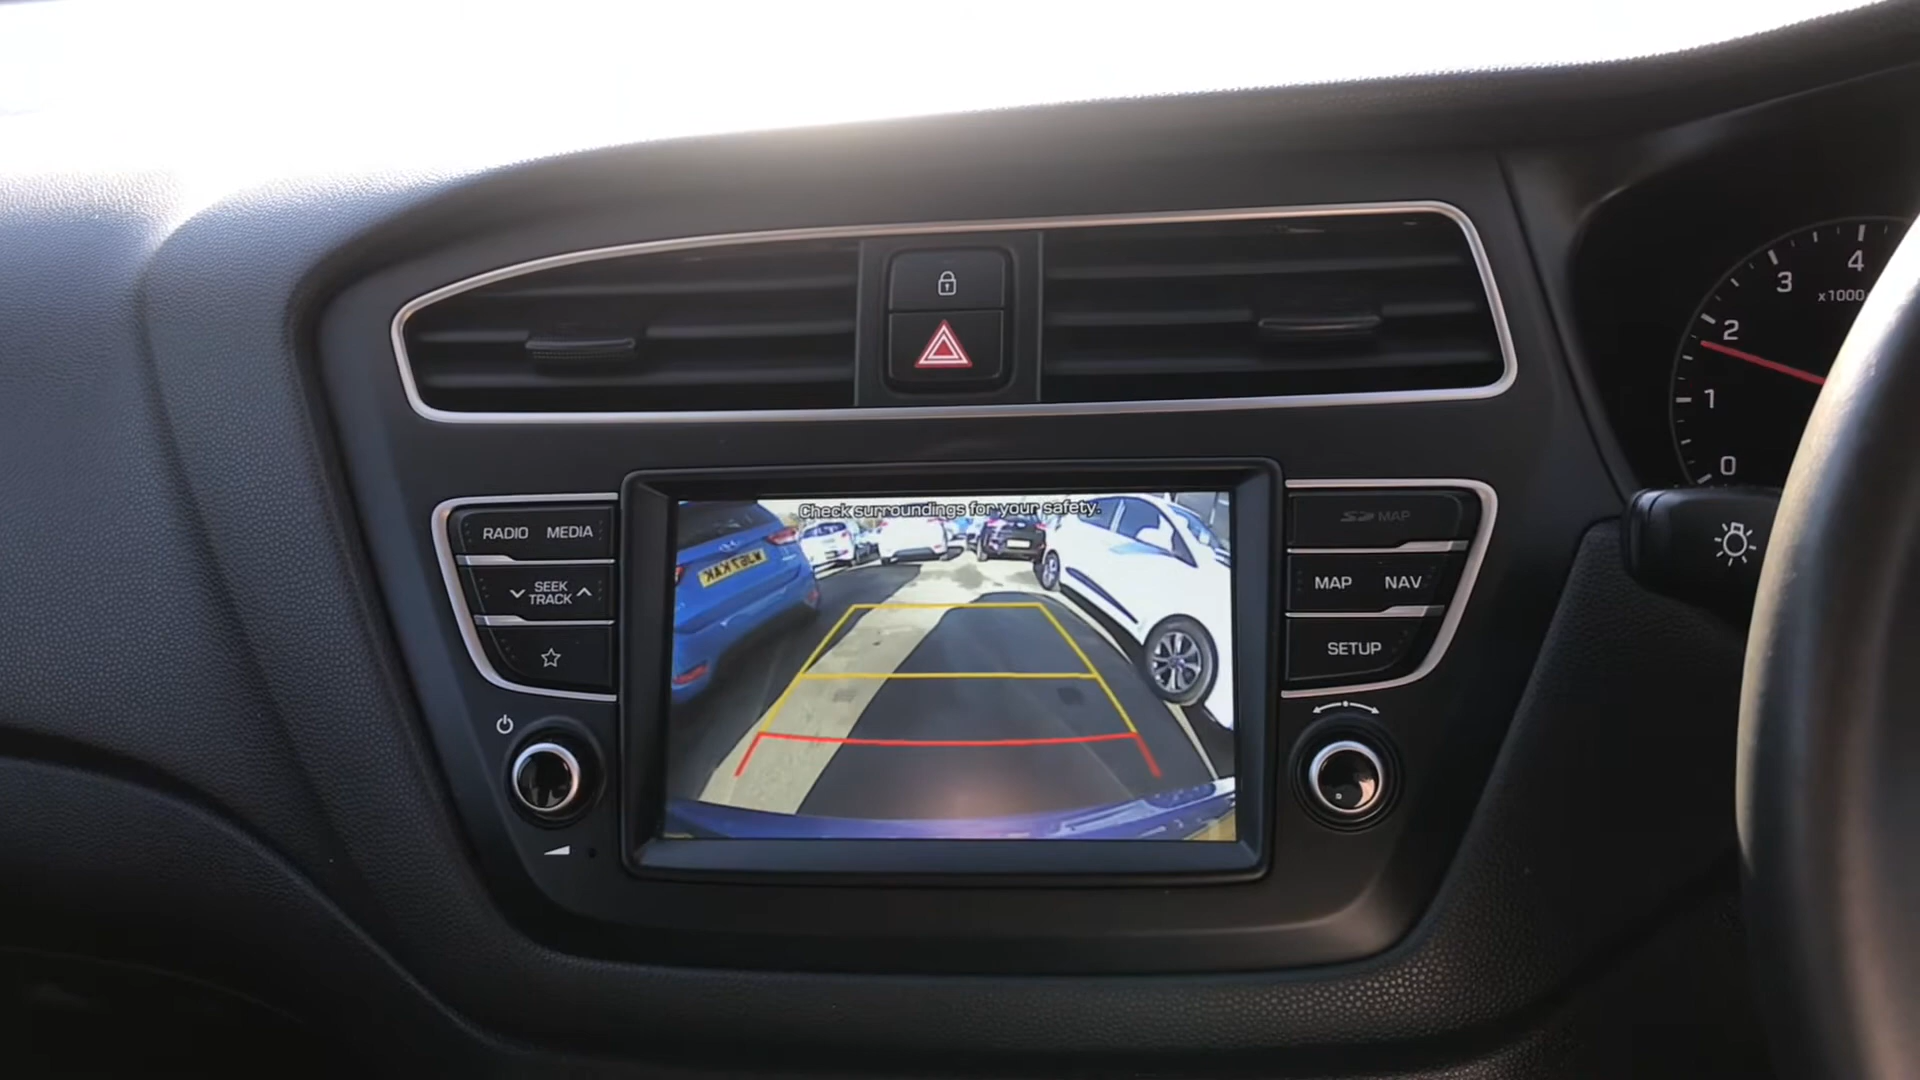 Check surroundings for your safety.
RADIO MEDIA
SEEK
TRACK
MAP
MAP NAV
SETUP
4
3
x1000
2
1
0